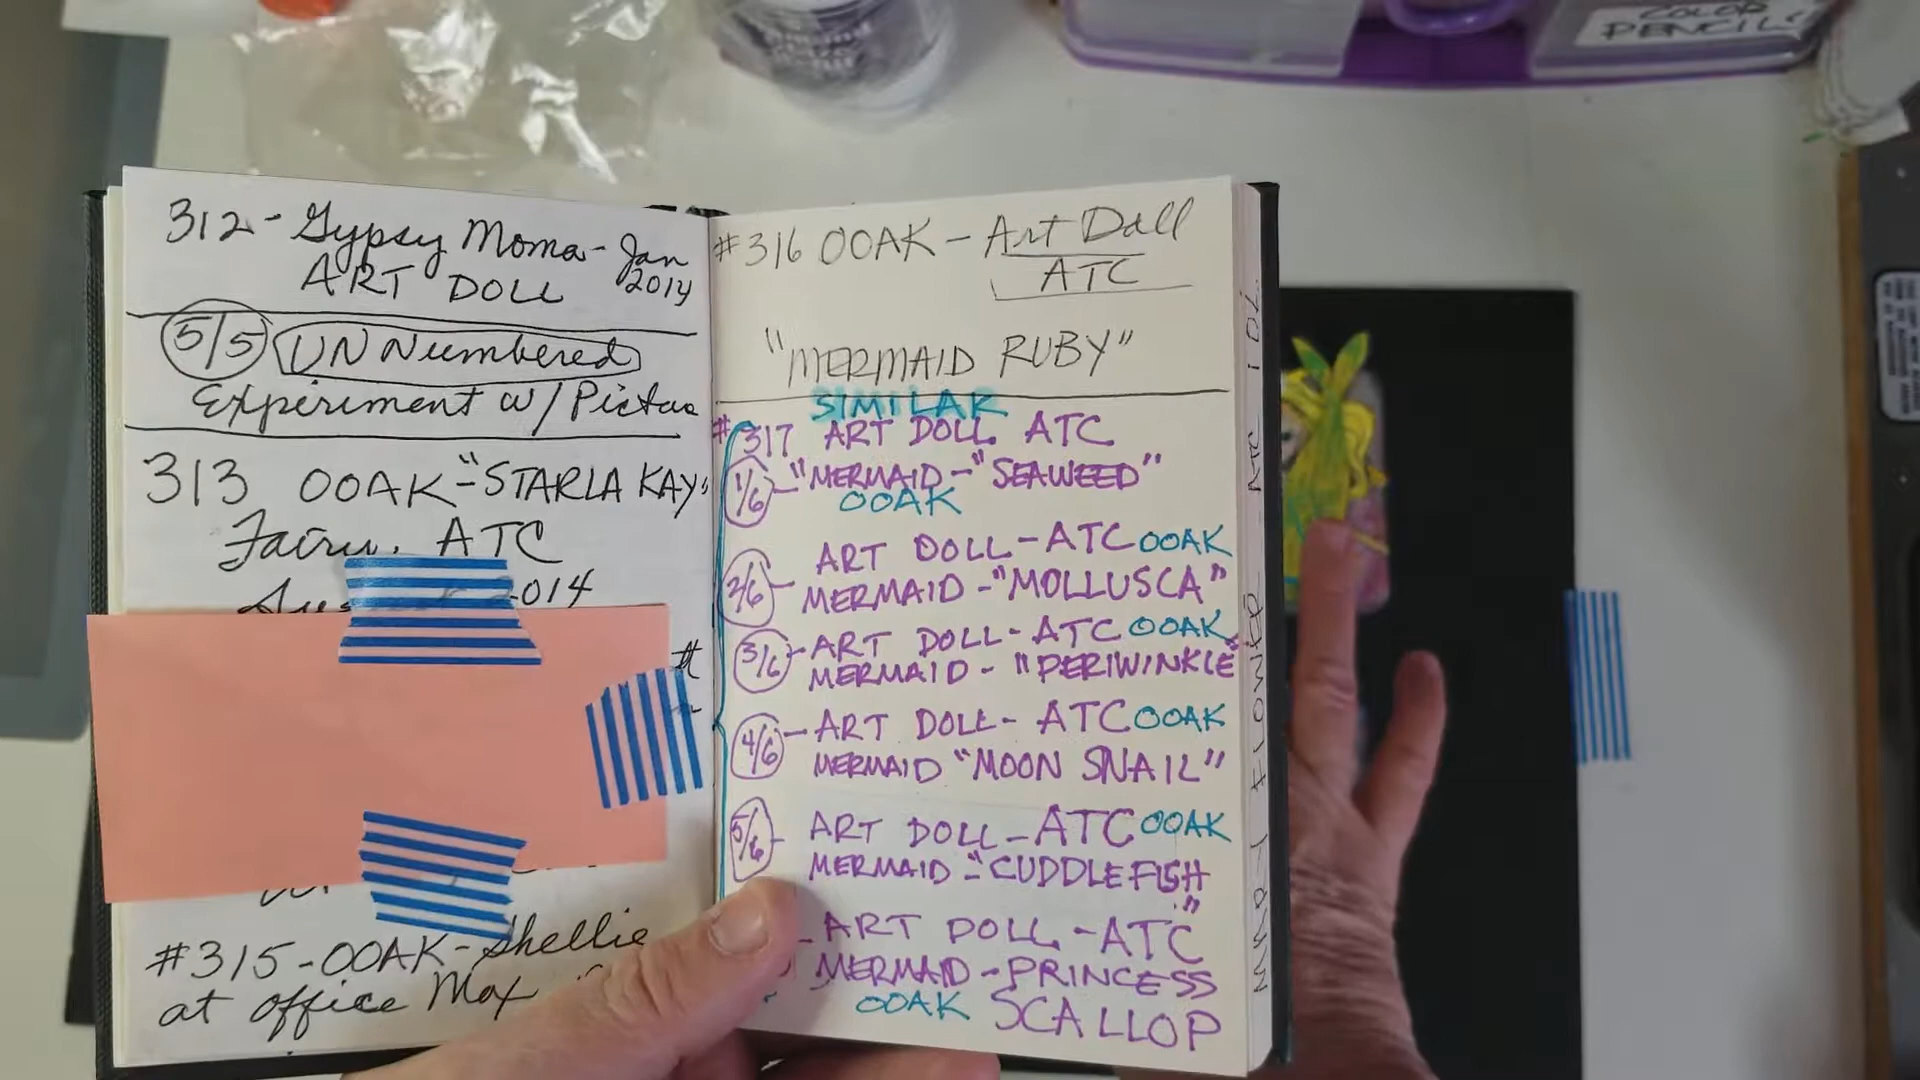 COLOR
PENCILS
312 - Gypsy Moma - Jan
2014
ART DOLL
5/5 UN Numbered
Experiment w/ Pictao
313 OOAK "STARLA KAY"
Fairy, ATC
2014
#315-OOAK-Shellie
at office Max
#316 OOAK - Art Doll
ATC
"MERMAID RUBY"
SIMILAR
#317 ART DOLL ATC
1/6 - "MERMAID - "SEAWEED"
OOAK
ART DOLL - ATC OOAK
2/6 - MERMAID - "MOLLUSCA"
3/6 - ART DOLL - ATC OOAK
MERMAID - "PERIWINKLE"
4/6 - ART DOLL - ATC OOAK
MERMAID "MOON SNAIL"
5/6 - ART DOLL - ATC OOAK
MERMAID - "CUDDLEFISH"
ART DOLL - ATC
MERMAID - PRINCESS
OOAK SCALLOP